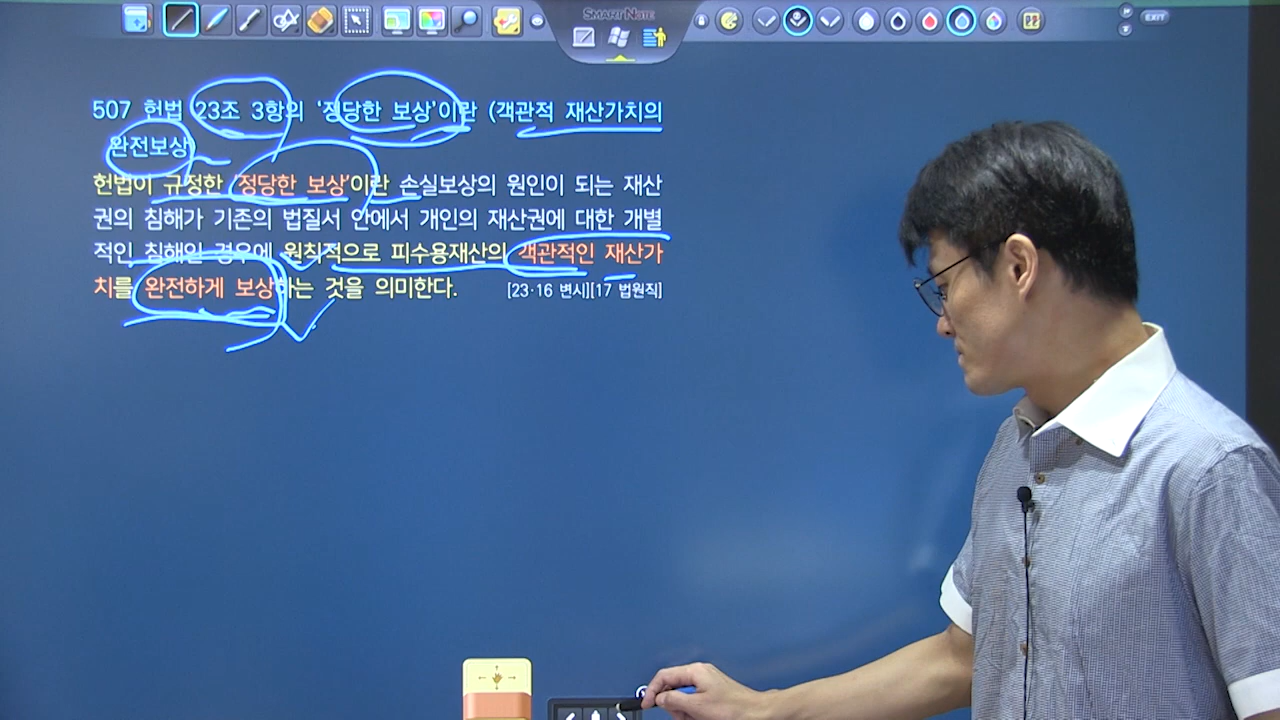 SMARTNOTE
EXIT
507 헌법 23조 3항의 '정당한 보상'이란 (객관적 재산가치의
완전보상)
헌법이 규정한 '정당한 보상'이란 손실보상의 원인이 되는 재산
권의 침해가 기존의 법질서 안에서 개인의 재산권에 대한 개별
적인 침해일 경우에 원칙적으로 피수용재산의 객관적인 재산가
치를 완전하게 보상하는 것을 의미한다. [23·16 변시][17 법원직]